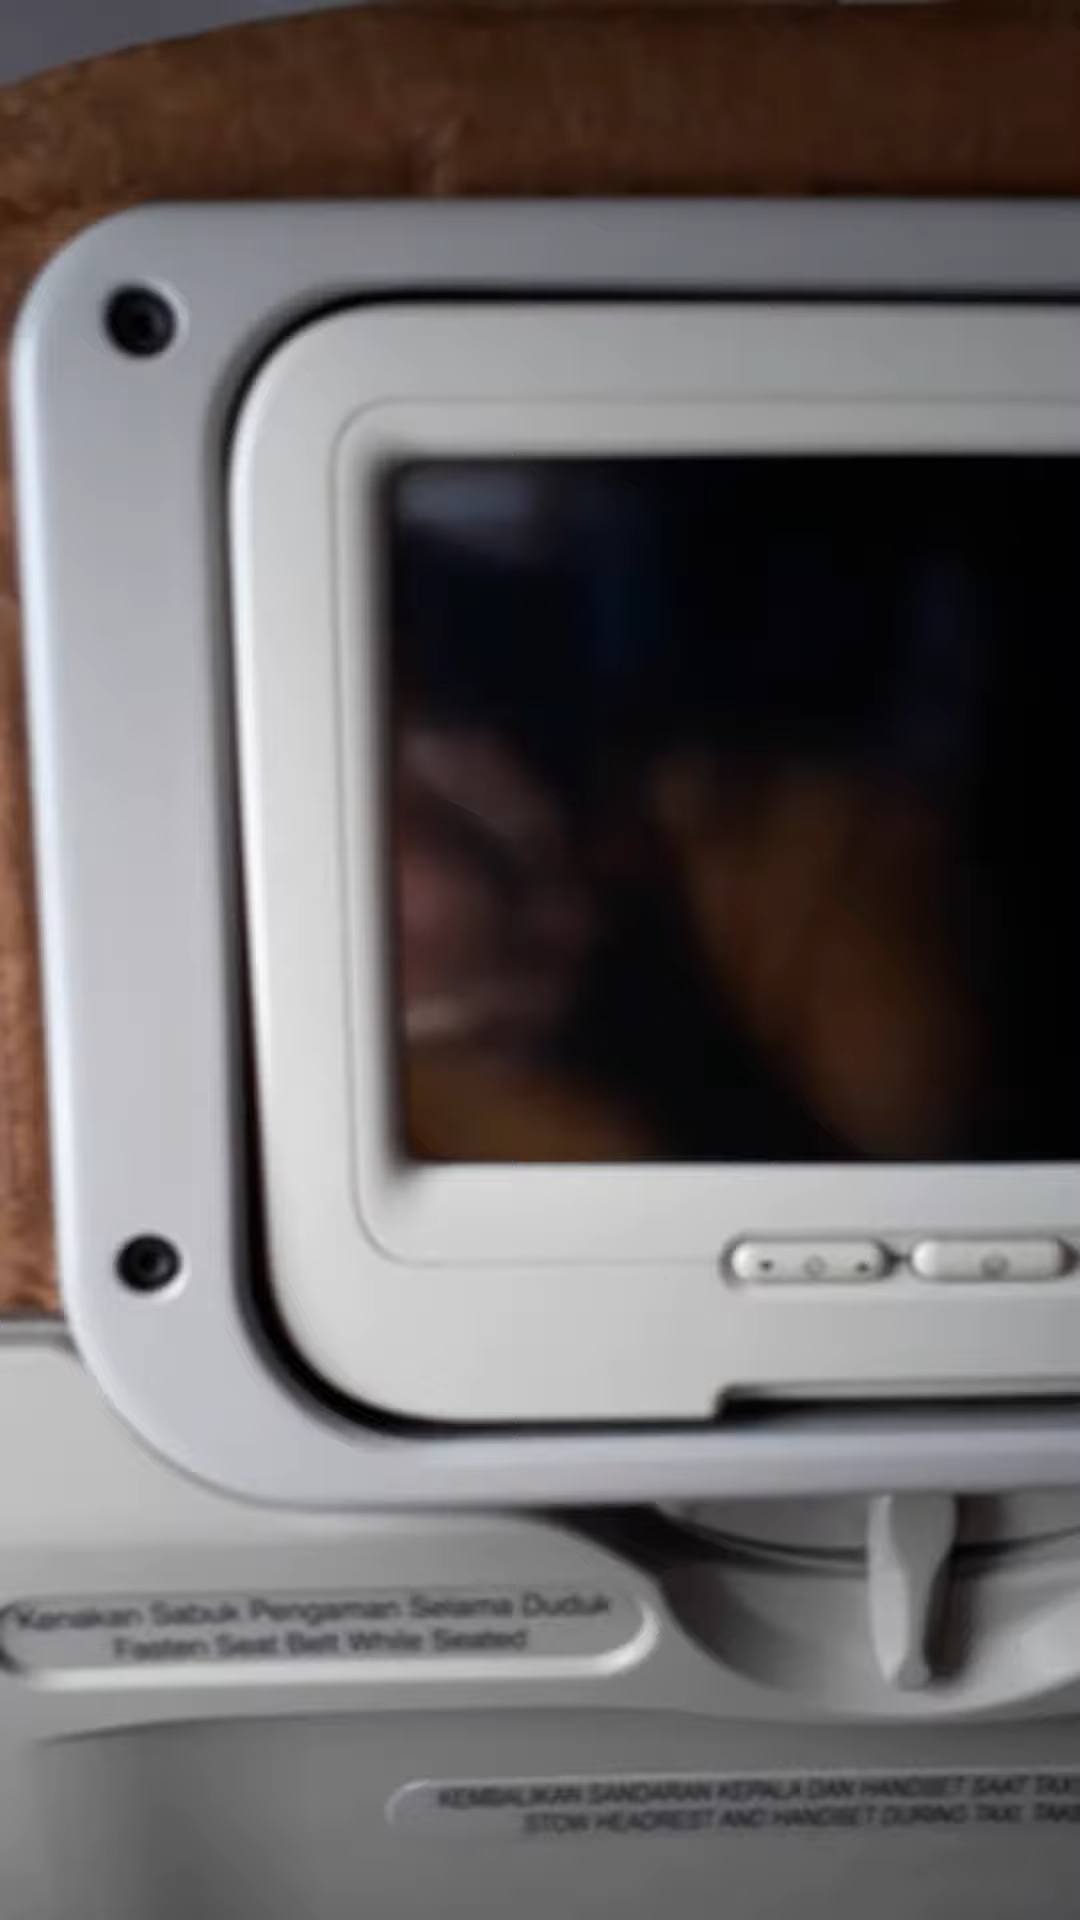 Kenakan Sabuk Pengaman Selama Duduk
Fasten Seat Belt While Seated
KEMBALIKAN SANDARAN KEPALA DAN HANDSET SAAT
STOW HEADREST AND HANDSET DURING TAXI,